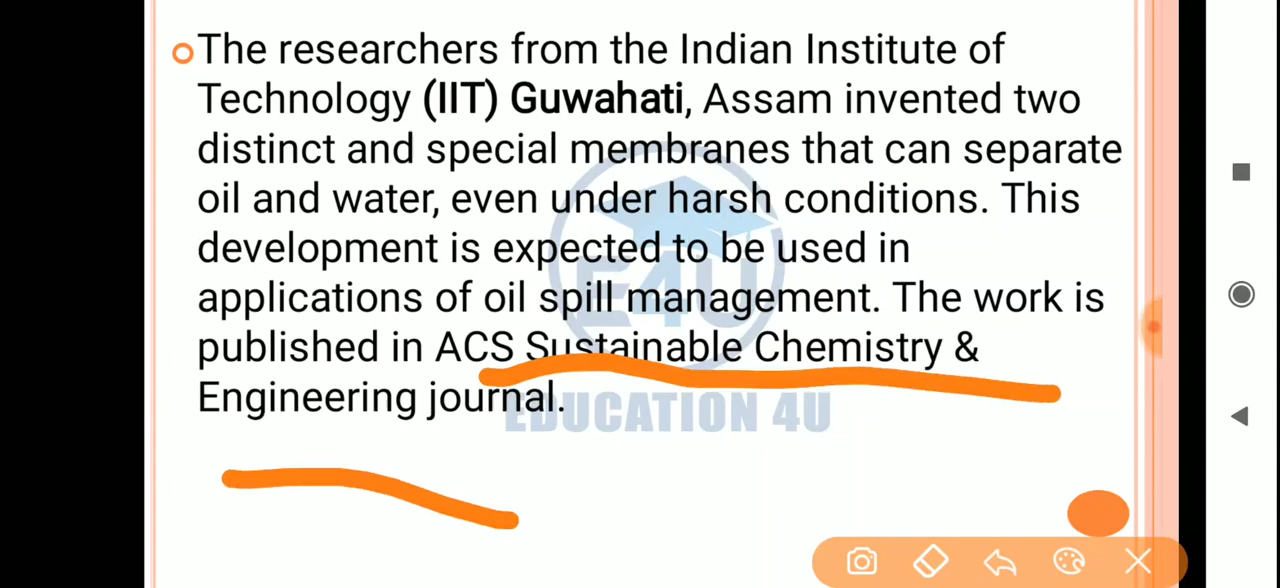 The researchers from the Indian Institute of
Technology (IIT) Guwahati, Assam invented two
distinct and special membranes that can separate
oil and water, even under harsh conditions. This
development is expected to be used in
applications of oil spill management. The work is
published in ACS Sustainable Chemistry &
Engineering journal.
E4U
EDUCATION 4U